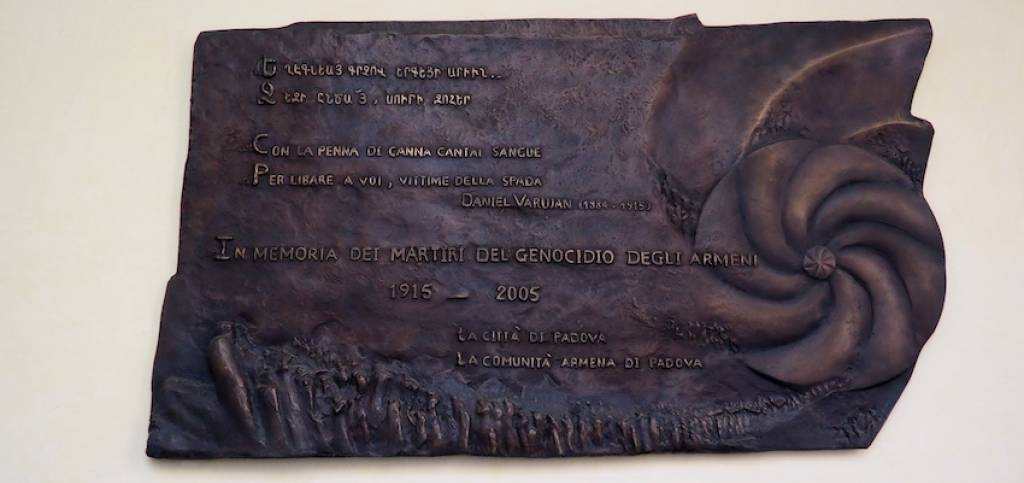 ԵՂԵԳՆԵԱՅ ԳՐՉՈՎ ԵՐԳԵՑԻ ԱՐԻՒՆ...
ՁԵԶԻ ԸՆԾԱՅ, ՍՈՒՐԻ ԶՈՀԵՐ
CON LA PENNA DI CANNA CANTAI SANGUE
PER LIBARE A VOI, VITTIME DELLA SPADA
DANIEL VARUJAN (1884-1915)
IN MEMORIA DEI MARTIRI DEL GENOCIDIO DEGLI ARMENI
1915 — 2005
LA CITTÀ DI PADOVA
LA COMUNITÀ ARMENA DI PADOVA